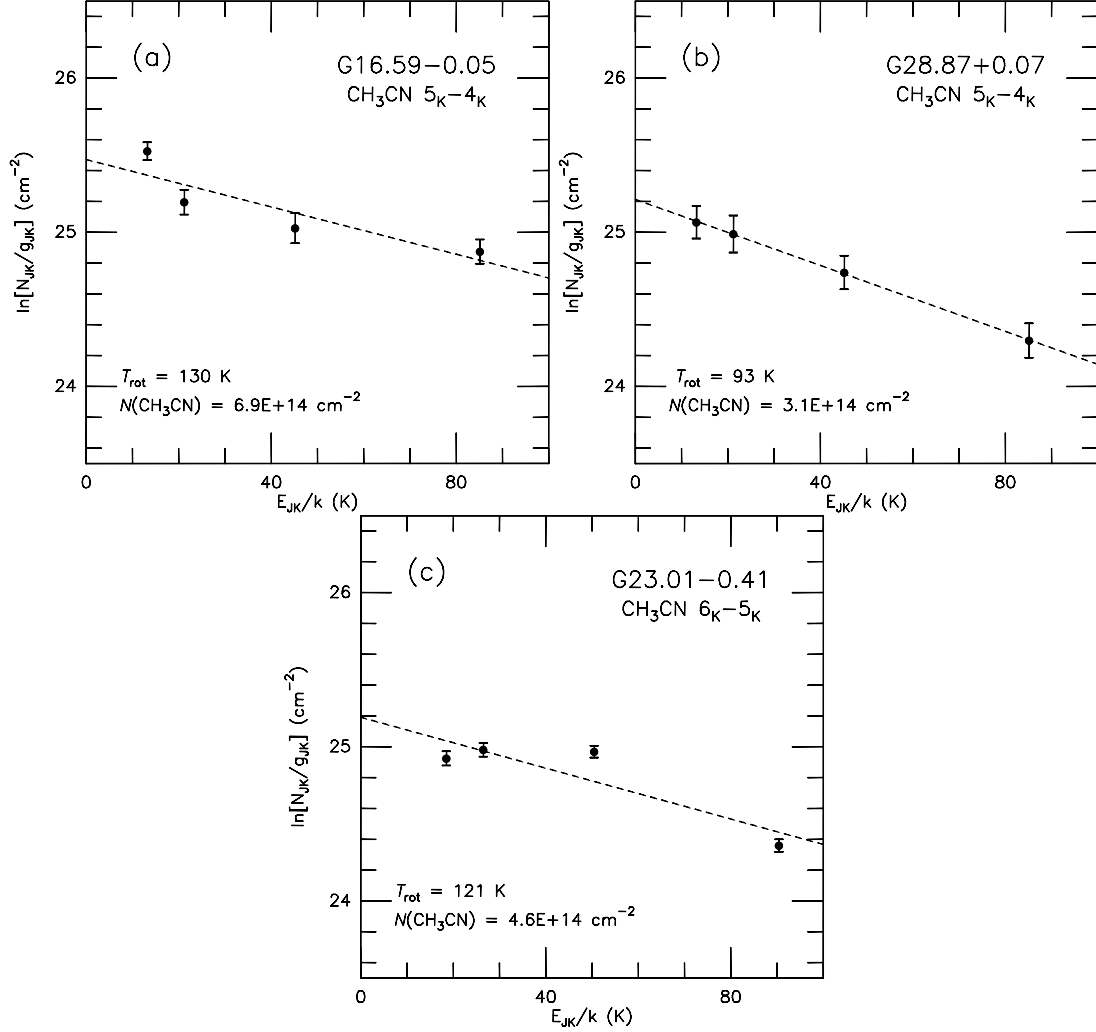 (a)
G16.59−0.05
CH₃CN 5K−4K
26
25
24
ln[NJK/gJK] (cm⁻²)
Trot = 130 K
N(CH₃CN) = 6.9E+14 cm⁻²
0 40 80
EJK/k (K)
(b)
G28.87+0.07
CH₃CN 5K−4K
26
25
24
ln[NJK/gJK] (cm⁻²)
Trot = 93 K
N(CH₃CN) = 3.1E+14 cm⁻²
0 40 80
EJK/k (K)
(c)
G23.01−0.41
CH₃CN 6K−5K
26
25
24
ln[NJK/gJK] (cm⁻²)
Trot = 121 K
N(CH₃CN) = 4.6E+14 cm⁻²
0 40 80
EJK/k (K)